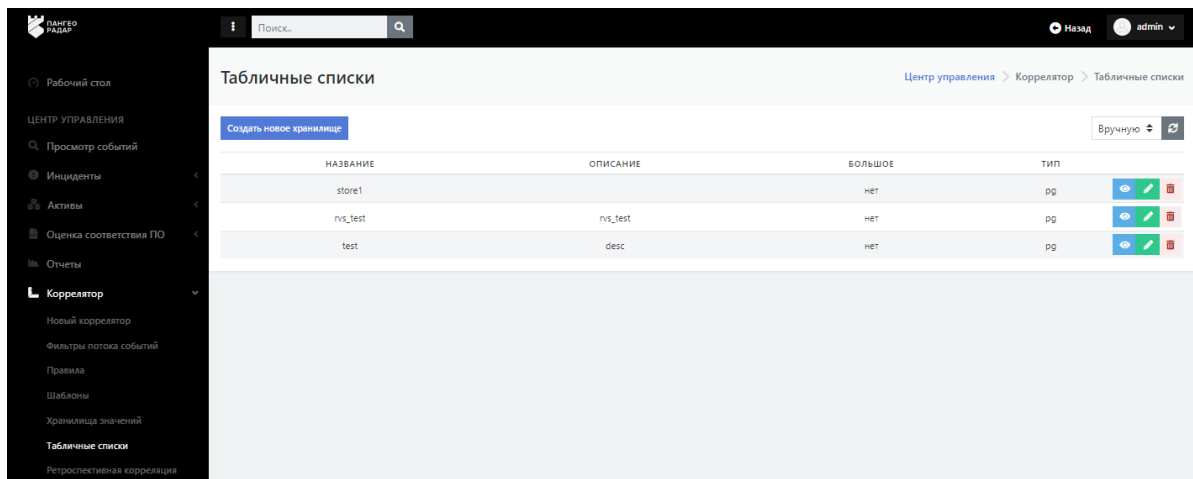 ПАНГЕО
РАДАР
Поиск..
Назад
admin
Рабочий стол
ЦЕНТР УПРАВЛЕНИЯ
Просмотр событий
Инциденты
Активы
Оценка соответствия ПО
Отчеты
Коррелятор
Новый коррелятор
Фильтры потока событий
Правила
Шаблоны
Хранилища значений
Табличные списки
Ретроспективная корреляция
Табличные списки
Центр управления > Коррелятор > Табличные списки
Создать новое хранилище
Вручную
НАЗВАНИЕ ОПИСАНИЕ БОЛЬШОЕ ТИП
store1 нет pg
rvs_test rvs_test нет pg
test desc нет pg